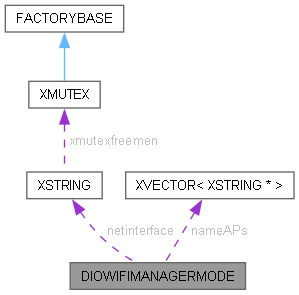 FACTORYBASE
XMUTEX
xmutexfreemen
XSTRING
XVECTOR< XSTRING * >
netinterface
nameAPs
DIOWIFIMANAGERMODE